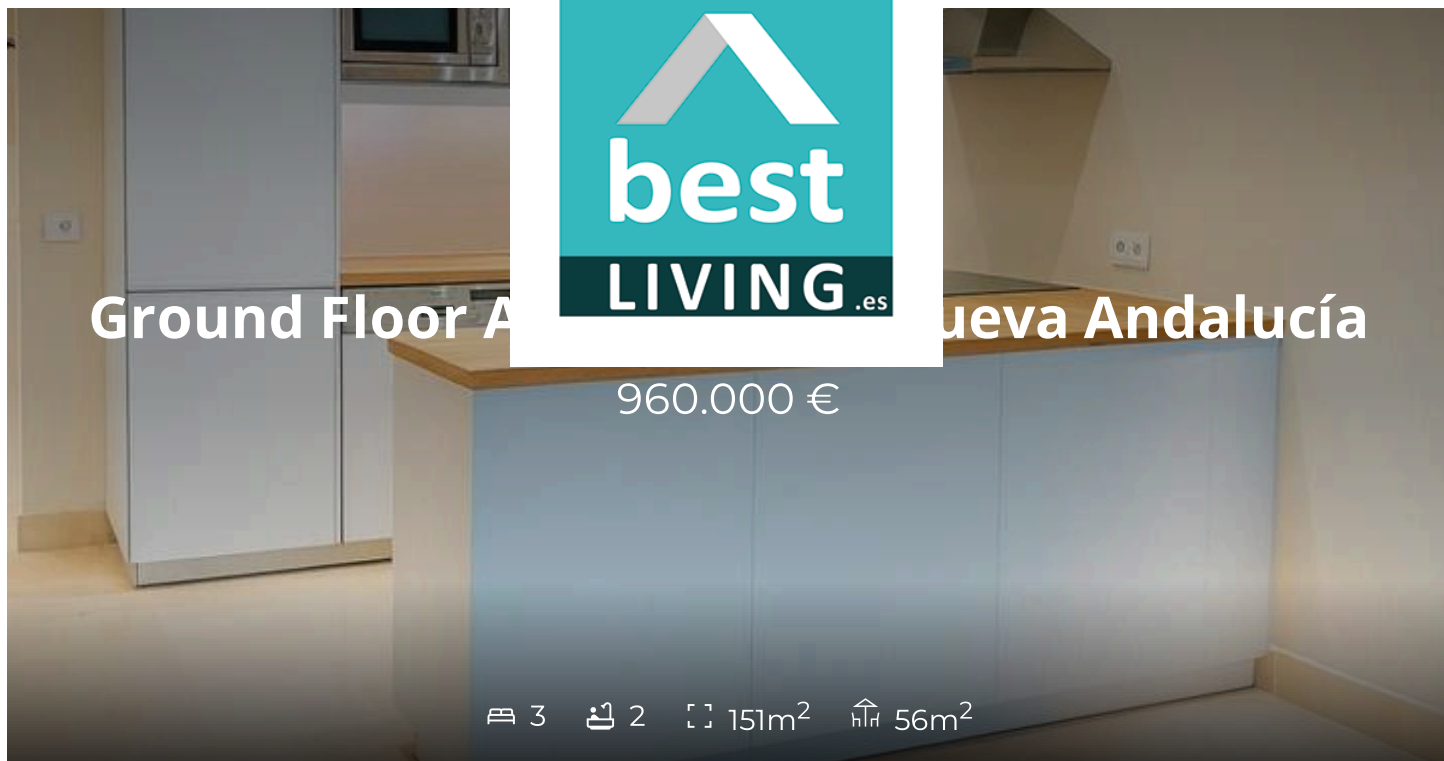 best
LIVING.es
Ground Floor A ueva Andalucía
960.000 €
3 2 151m² 56m²